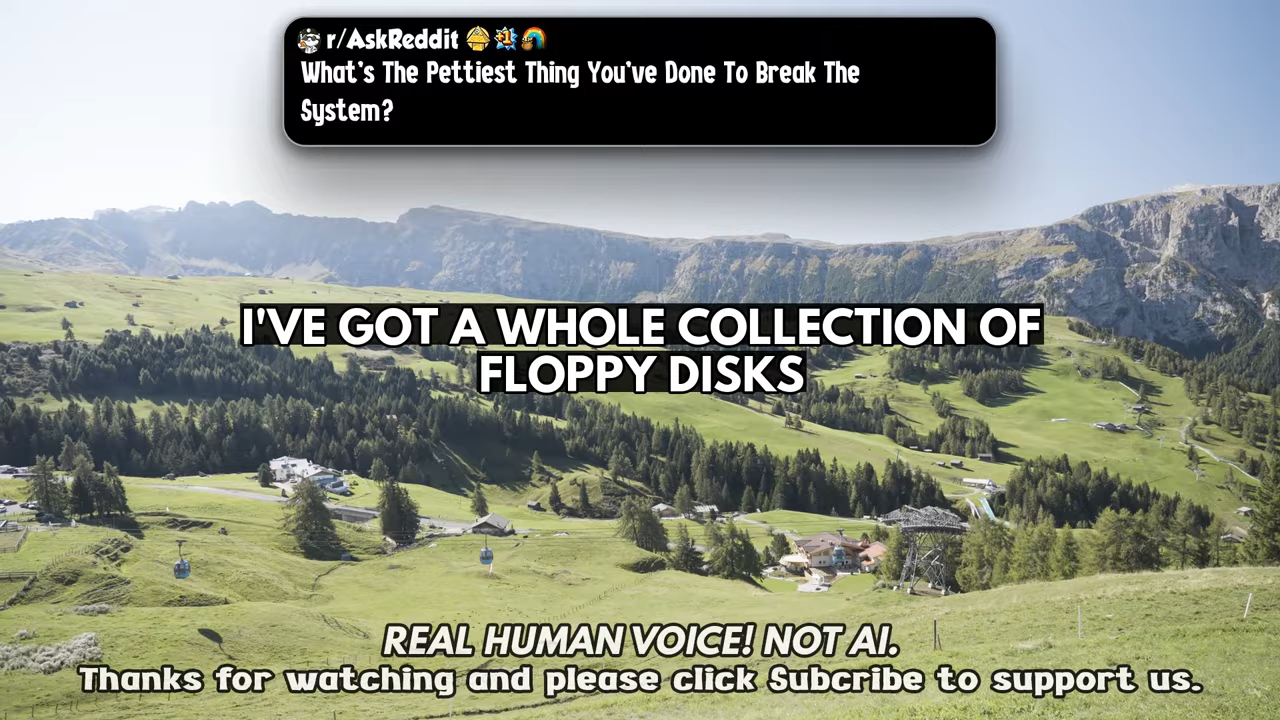 r/AskReddit
What's The Pettiest Thing You've Done To Break The
System?
I'VE GOT A WHOLE COLLECTION OF
FLOPPY DISKS
REAL HUMAN VOICE! NOT AI.
Thanks for watching and please click Subcribe to support us.